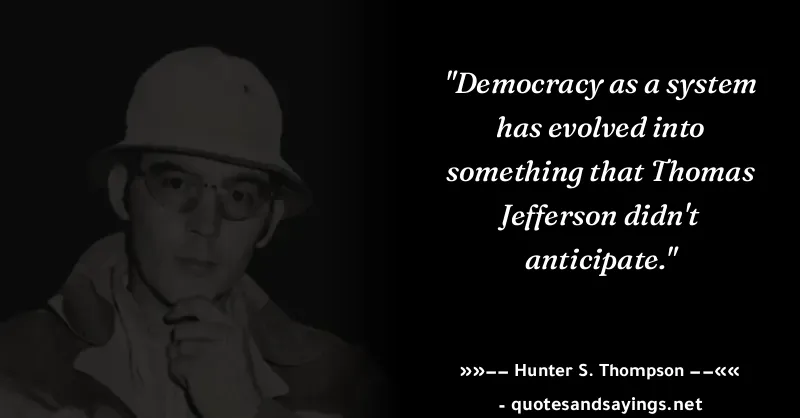 "Democracy as a system
has evolved into
something that Thomas
Jefferson didn't
anticipate."
»»–– Hunter S. Thompson ––««
- quotesandsayings.net